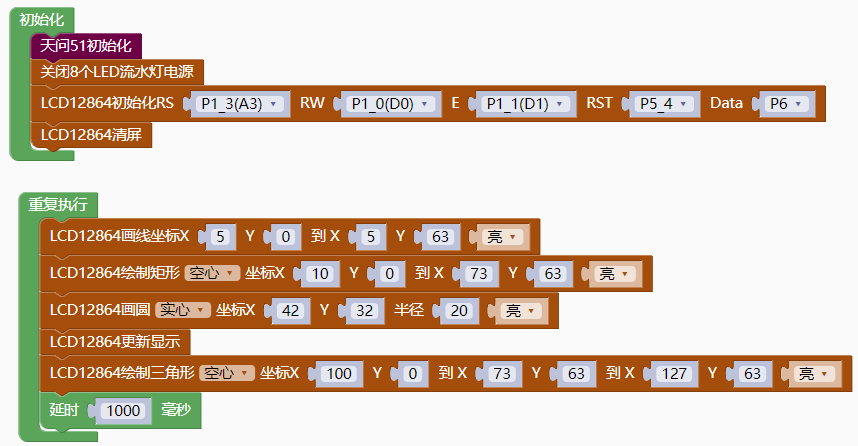 初始化
天问51初始化
关闭8个LED流水灯电源
LCD12864初始化RS P1_3(A3) RW P1_0(D0) E P1_1(D1) RST P5_4 Data P6
LCD12864清屏
重复执行
LCD12864画线坐标X 5 Y 0 到 X 5 Y 63 亮
LCD12864绘制矩形 空心 坐标X 10 Y 0 到 X 73 Y 63 亮
LCD12864画圆 实心 坐标X 42 Y 32 半径 20 亮
LCD12864更新显示
LCD12864绘制三角形 空心 坐标X 100 Y 0 到 X 73 Y 63 到 X 127 Y 63 亮
延时 1000 毫秒